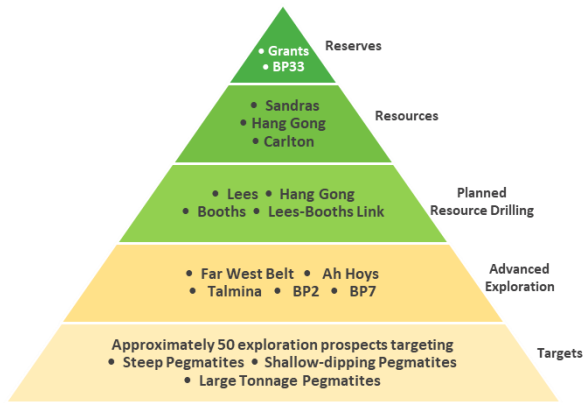 Reserves
• Grants
• BP33
Resources
• Sandras
• Hang Gong
• Carlton
Planned
Resource Drilling
• Lees • Hang Gong
• Booths • Lees-Booths Link
Advanced
Exploration
• Far West Belt • Ah Hoys
• Talmina • BP2 • BP7
Targets
Approximately 50 exploration prospects targeting
• Steep Pegmatites • Shallow-dipping Pegmatites
• Large Tonnage Pegmatites